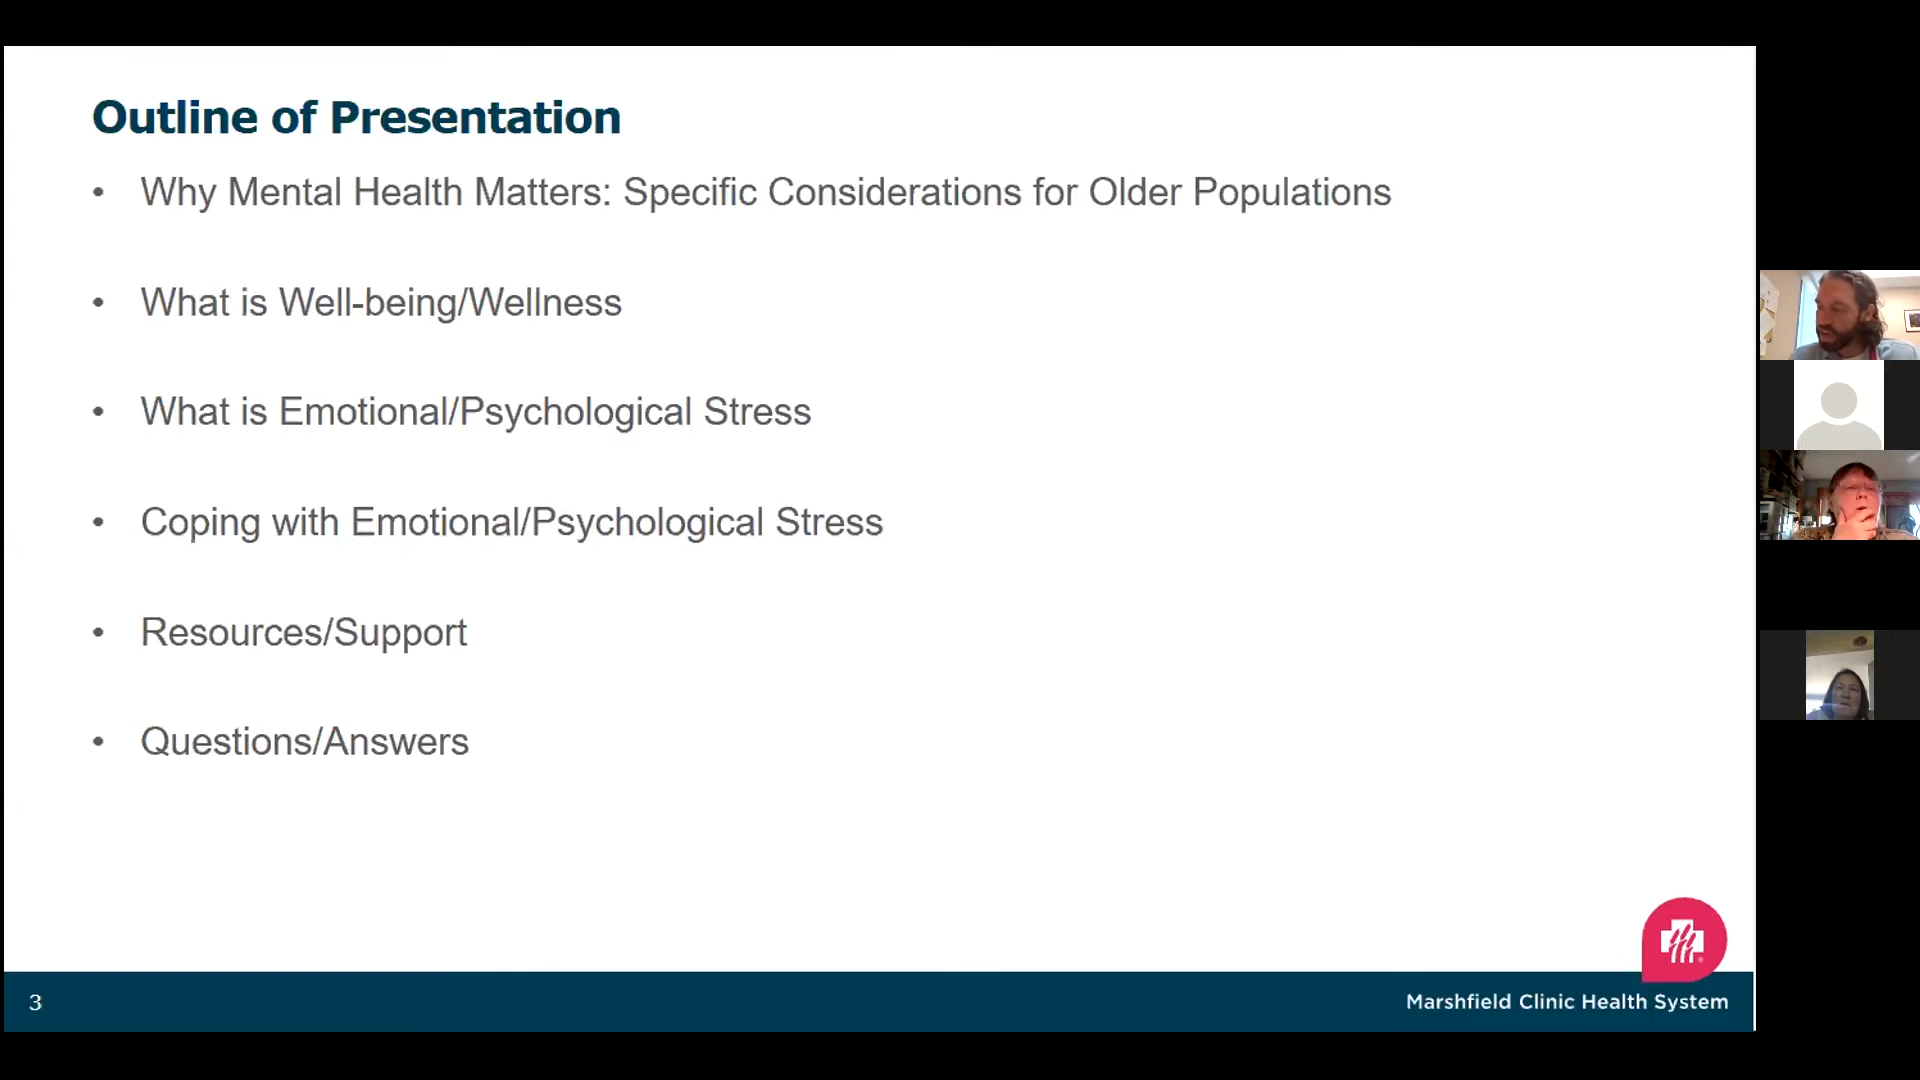 Outline of Presentation
• Why Mental Health Matters: Specific Considerations for Older Populations
• What is Well-being/Wellness
• What is Emotional/Psychological Stress
• Coping with Emotional/Psychological Stress
• Resources/Support
• Questions/Answers
3
Marshfield Clinic Health System